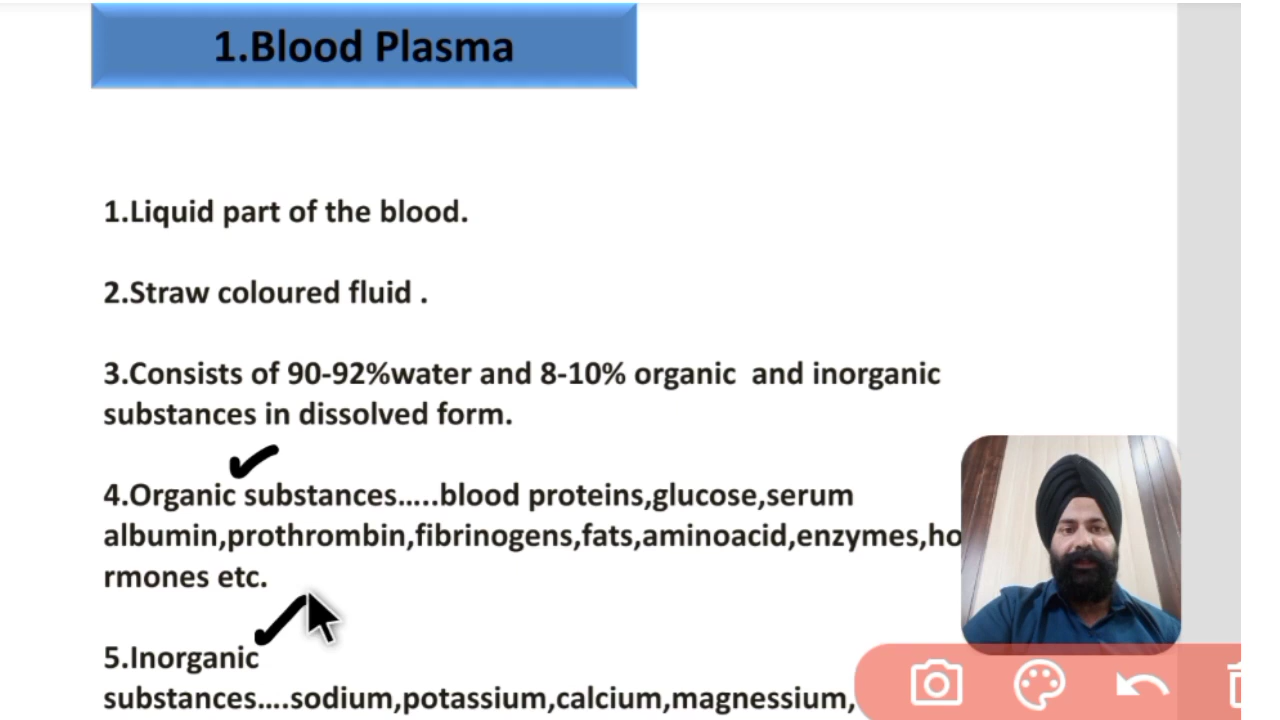 1.Blood Plasma
1.Liquid part of the blood.
2.Straw coloured fluid .
3.Consists of 90-92%water and 8-10% organic  and inorganic
substances in dissolved form.
4.Organic substances.....blood proteins,glucose,serum
albumin,prothrombin,fibrinogens,fats,aminoacid,enzymes,ho
rmones etc.
5.Inorganic
substances....sodium,potassium,calcium,magnessium,